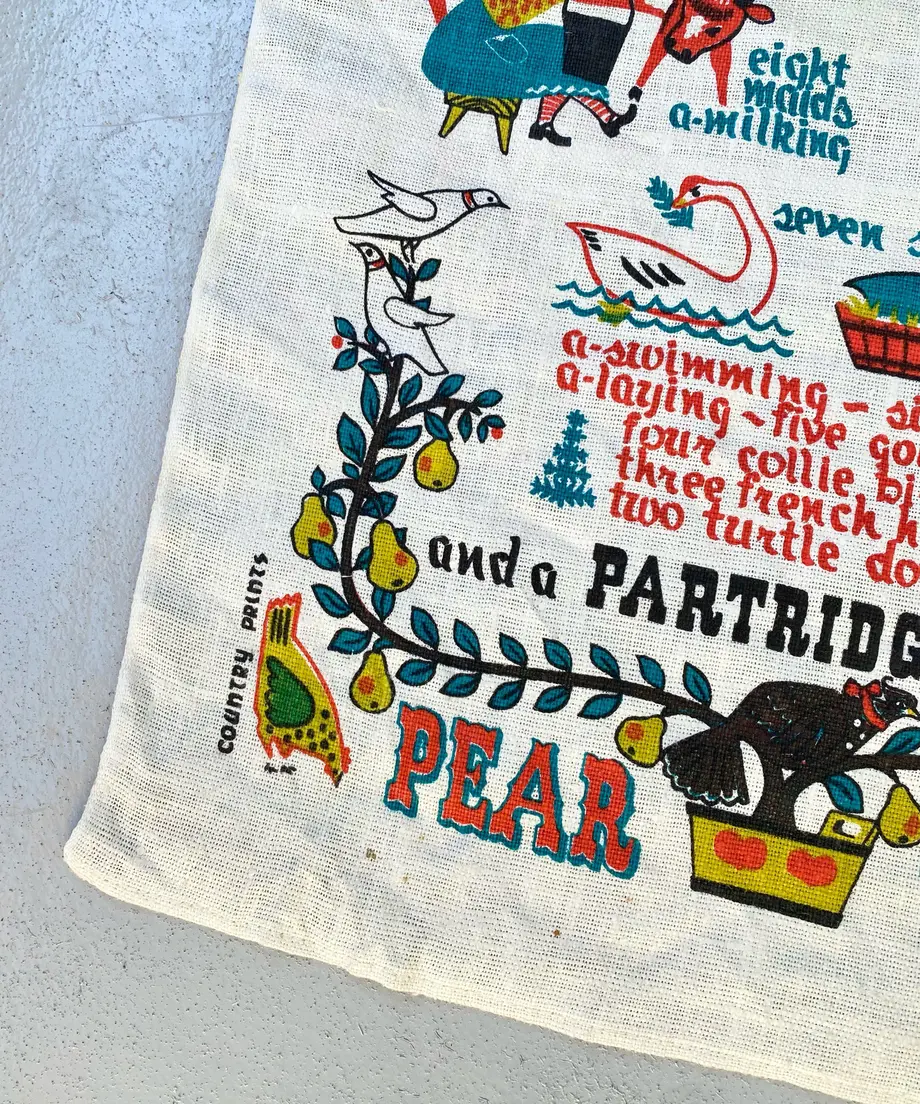 eight
maids
a-milking
seven
a-swimming -
a-laying - five
four collie
three french
two turtle
and a PARTRIDG
PEAR
COUNTRY PRINTS